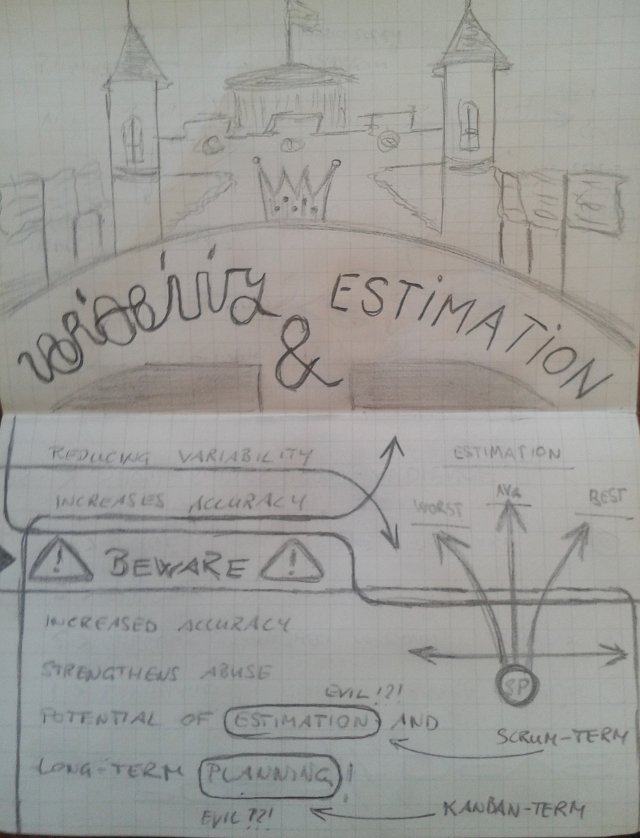 variability & ESTIMATION
REDUCING VARIABILITY
INCREASES ACCURACY
ESTIMATION
WORST
AVG
BEST
BEWARE
INCREASED ACCURACY
STRENGTHENS ABUSE
EVIL !?!
POTENTIAL OF ESTIMATION AND
LONG-TERM PLANNING!
EVIL ?!?!
SP
SCRUM-TERM
KANBAN-TERM